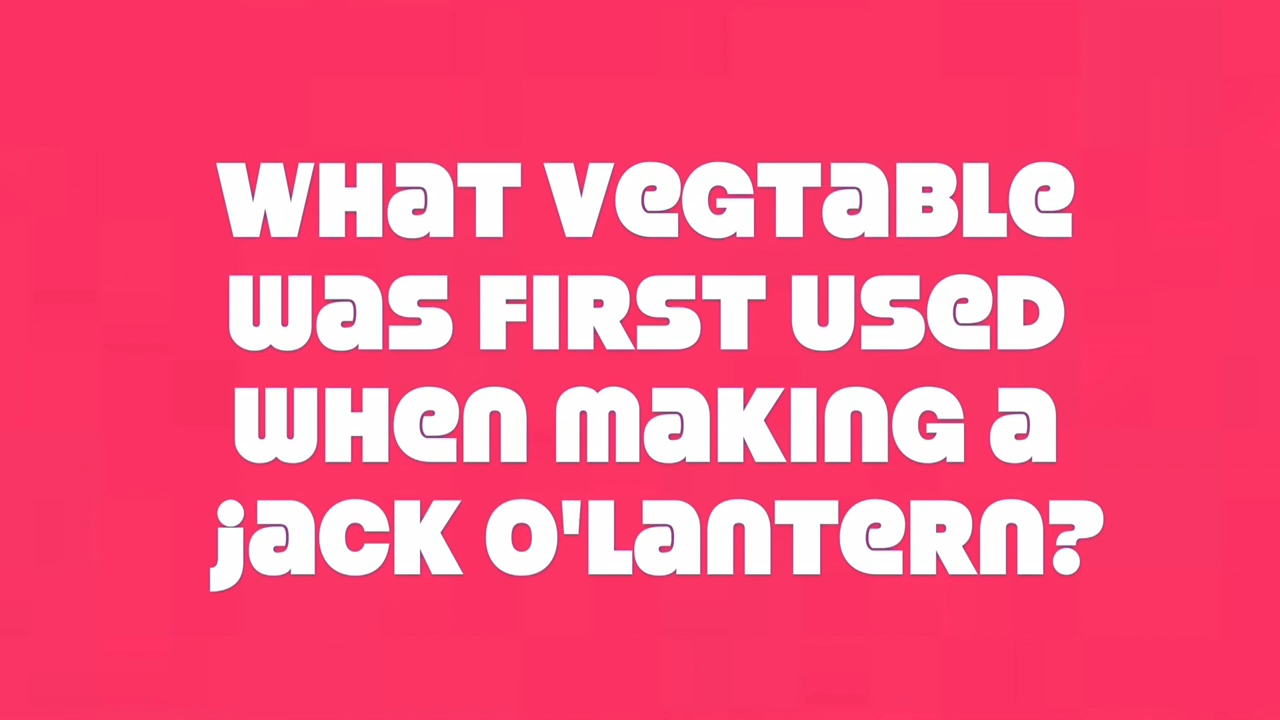 WHAT VEGTABLE
WAS FIRST USED
WHEN MAKING A
JACK O'LANTERN?